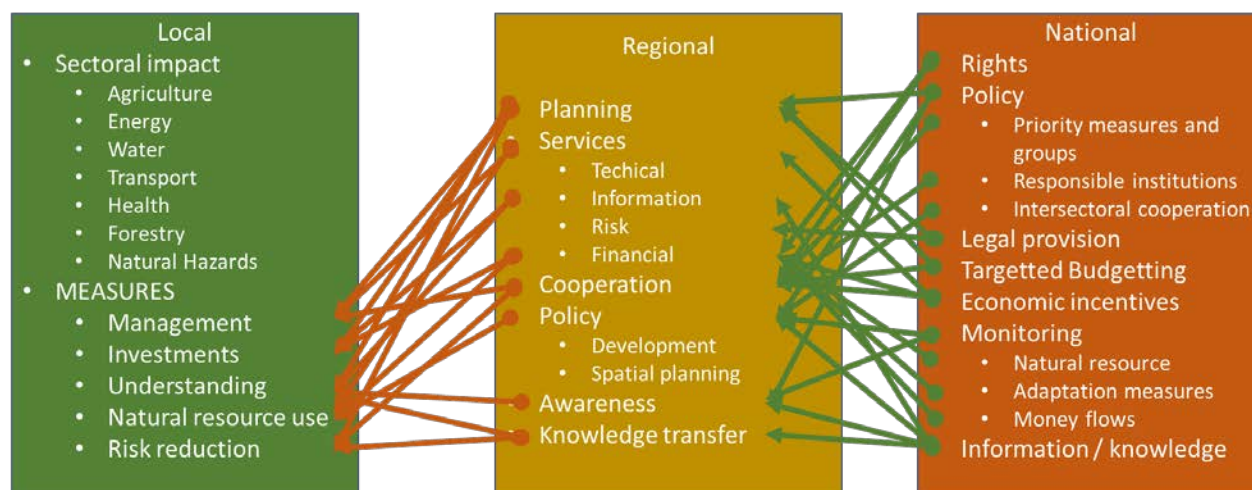 Local
• Sectoral impact
• Agriculture
• Energy
• Water
• Transport
• Health
• Forestry
• Natural Hazards
• MEASURES
• Management
• Investments
• Understanding
• Natural resource use
• Risk reduction
Regional
Planning
Services
• Techical
• Information
• Risk
• Financial
Cooperation
Policy
• Development
• Spatial planning
Awareness
Knowledge transfer
National
Rights
Policy
• Priority measures and
groups
• Responsible institutions
• Intersectoral cooperation
Legal provision
Targetted Budgetting
Economic incentives
Monitoring
• Natural resource
• Adaptation measures
• Money flows
Information / knowledge